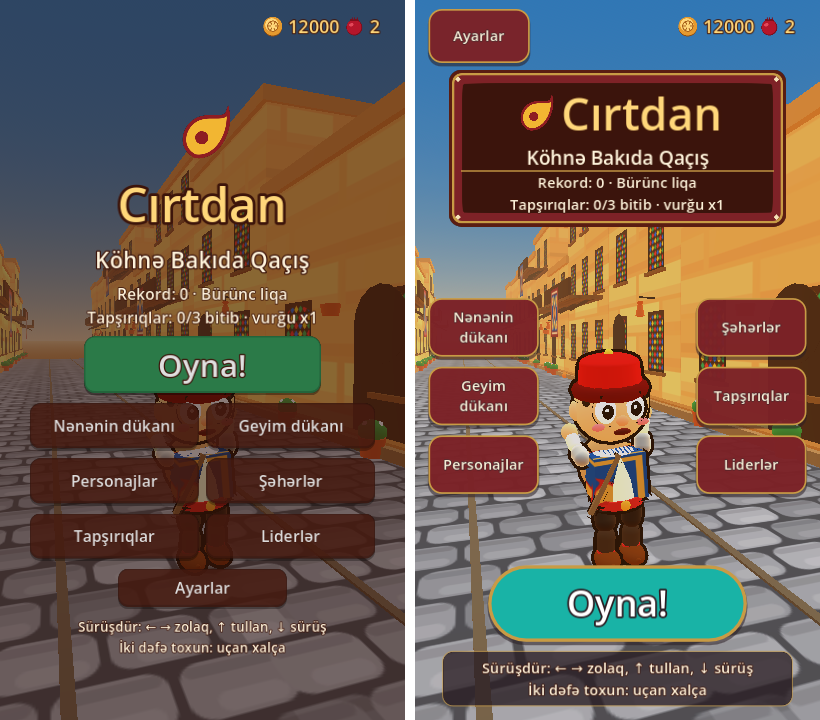 12000 2
Cırtdan
Köhnə Bakıda Qaçış
Rekord: 0 · Bürünc liqa
Tapşırıqlar: 0/3 bitib · vurğu x1
Oyna!
Nənənin dükanı
Geyim dükanı
Personajlar
Şəhərlər
Tapşırıqlar
Liderlər
Ayarlar
Sürüşdür: ← → zolaq, ↑ tullan, ↓ sürüş
İki dəfə toxun: uçan xalça
Ayarlar
12000 2
Cırtdan
Köhnə Bakıda Qaçış
Rekord: 0 · Bürünc liqa
Tapşırıqlar: 0/3 bitib · vurğu x1
Nənənin
dükanı
Şəhərlər
Geyim
dükanı
Tapşırıqlar
Personajlar
Liderlər
Oyna!
Sürüşdür: ← → zolaq, ↑ tullan, ↓ sürüş
İki dəfə toxun: uçan xalça